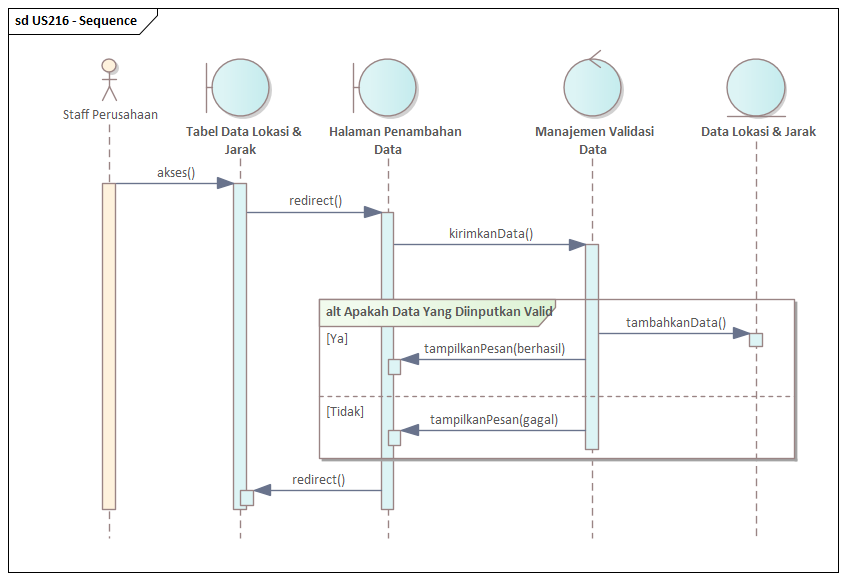 sd US216 - Sequence
Staff Perusahaan
Tabel Data Lokasi &
Jarak
Halaman Penambahan
Data
Manajemen Validasi
Data
Data Lokasi & Jarak
akses()
redirect()
kirimkanData()
alt Apakah Data Yang Diinputkan Valid
tambahkanData()
[Ya]
tampilkanPesan(berhasil)
[Tidak]
tampilkanPesan(gagal)
redirect()